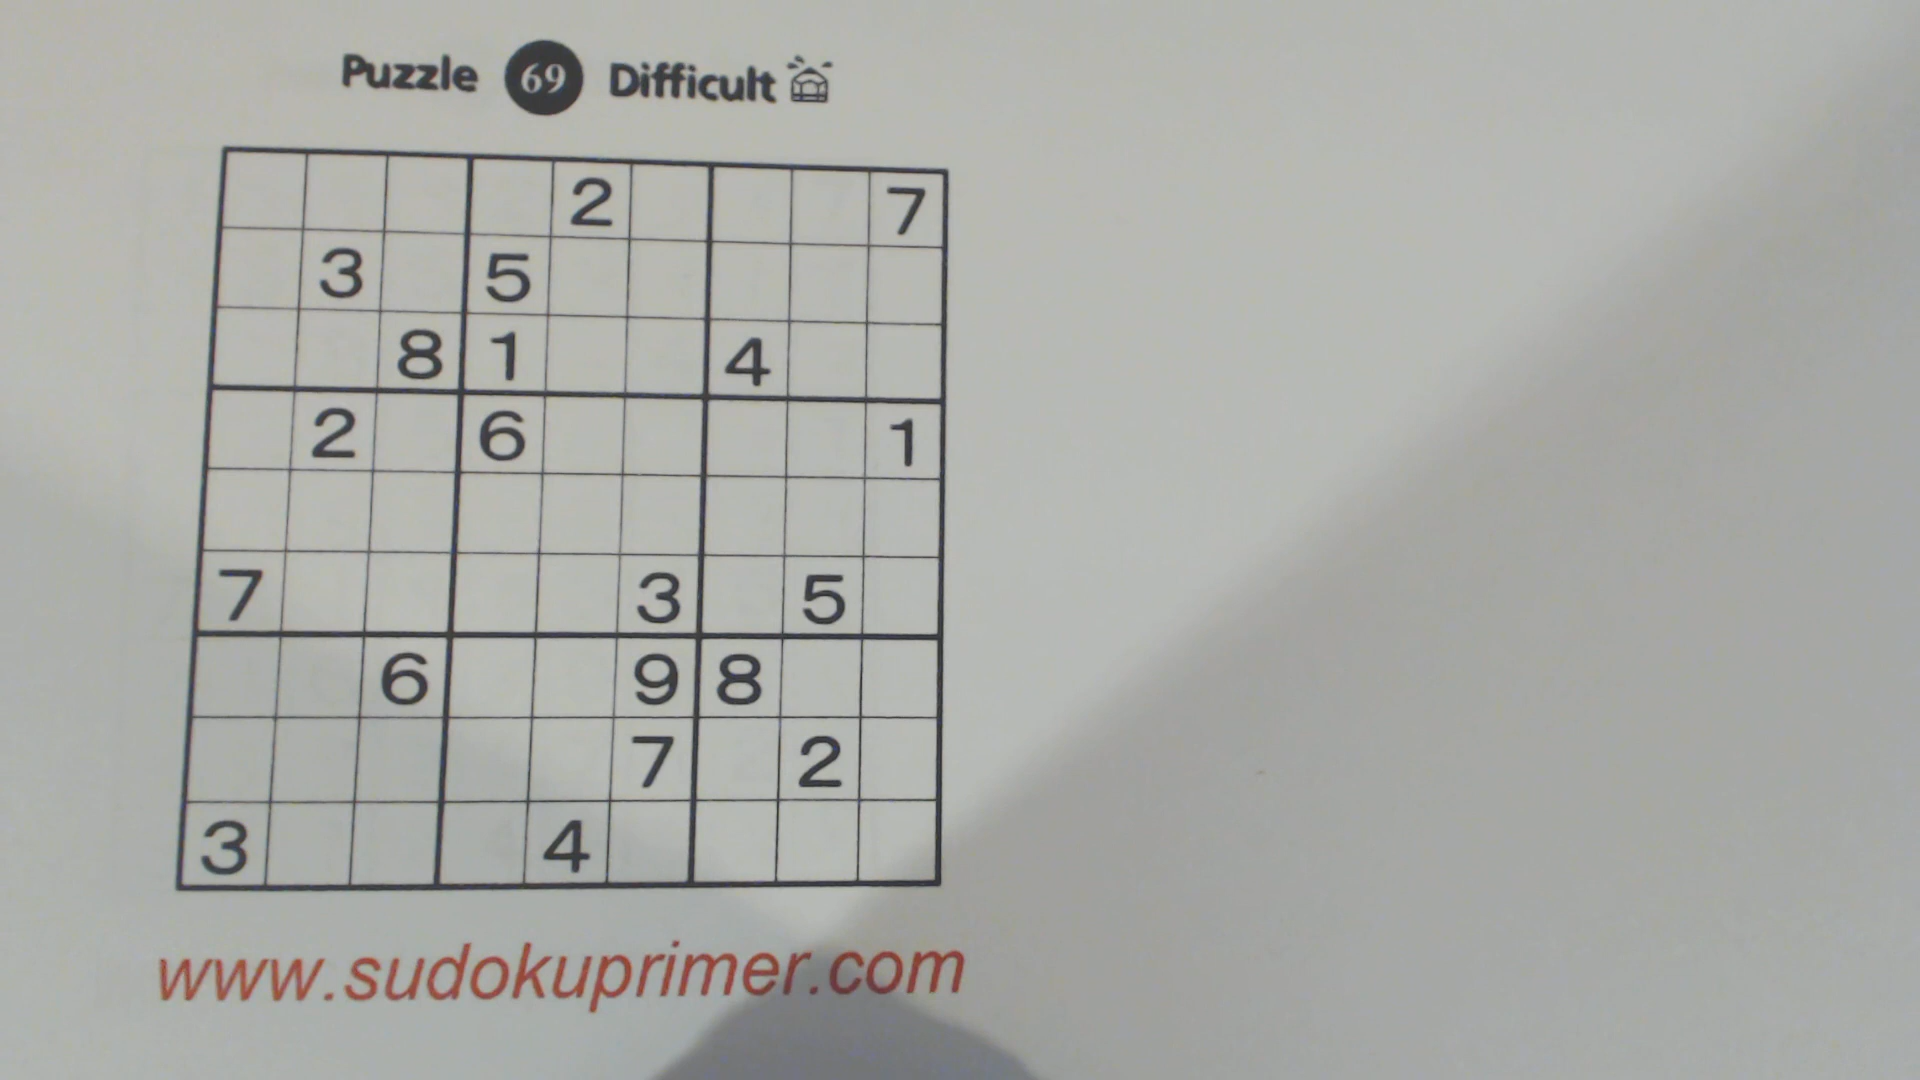 Puzzle 69 Difficult
2 7
3 5
8 1 4
2 6 1
7 3 5
6 9 8
7 2
3 4
www.sudokuprimer.com